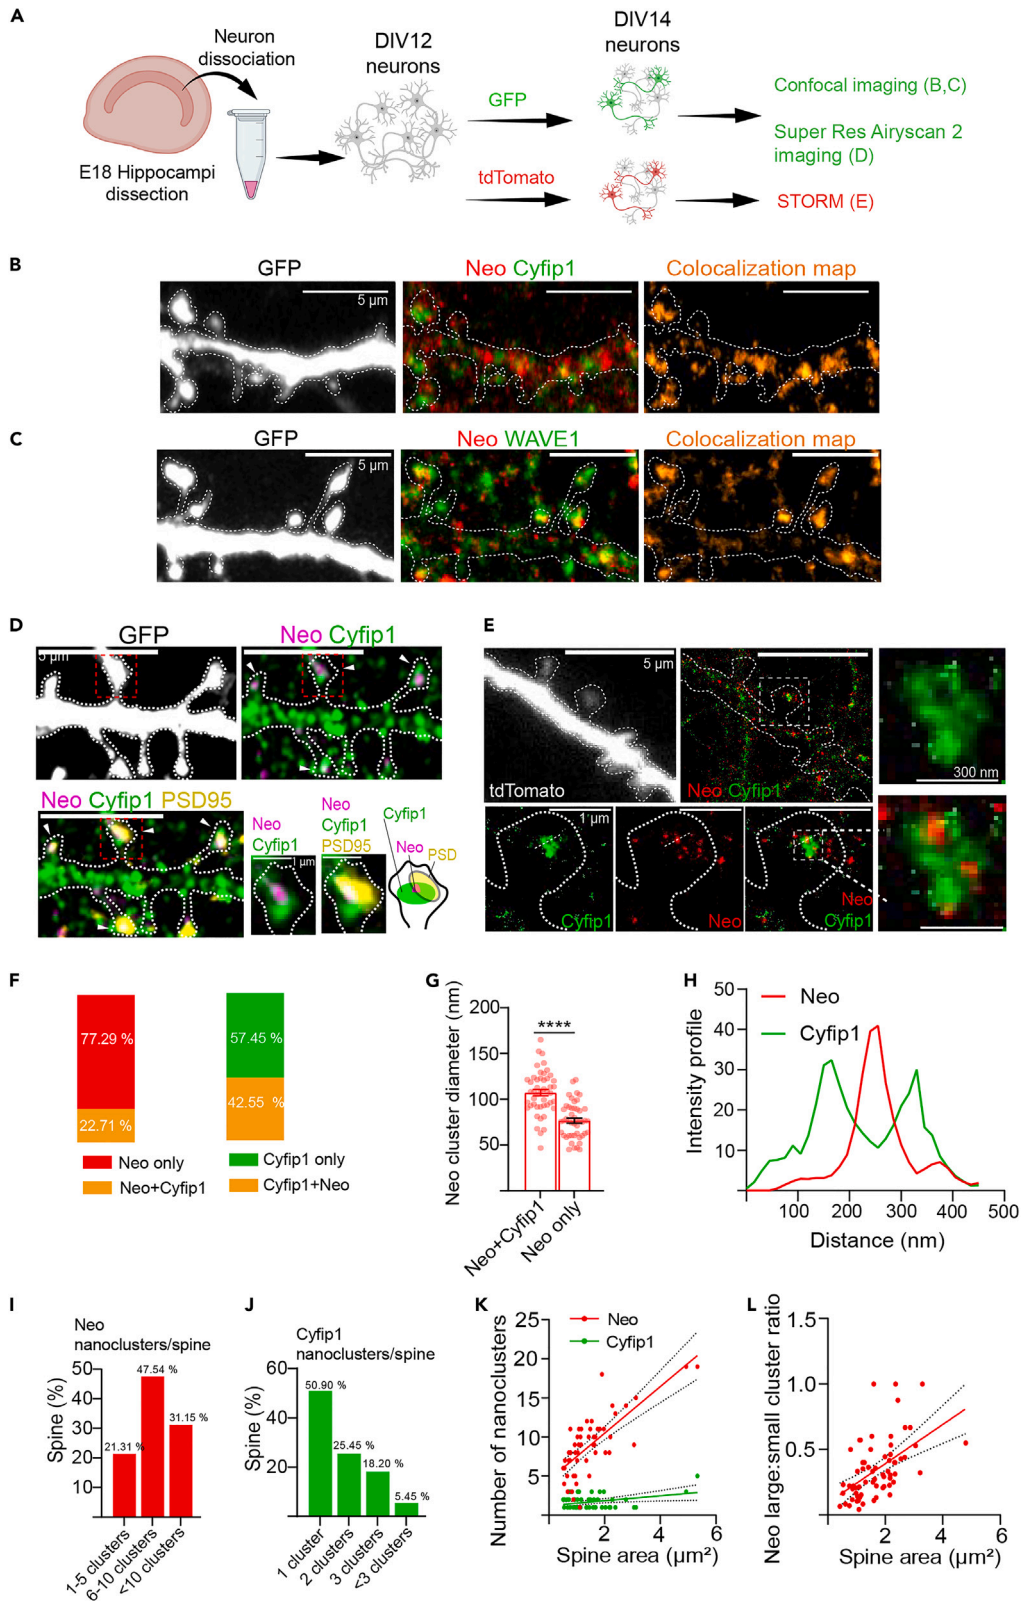 A
Neuron
dissociation
E18 Hippocampi
dissection
DIV12
neurons
GFP
tdTomato
DIV14
neurons
Confocal imaging (B,C)
Super Res Airyscan 2
imaging (D)
STORM (E)
B
GFP
Neo Cyfip1
Colocalization map
5 µm
C
GFP
Neo WAVE1
Colocalization map
5 µm
D
GFP
Neo Cyfip1
5 µm
Neo Cyfip1 PSD95
Neo
Cyfip1
1 µm
Neo
Cyfip1
PSD95
Cyfip1
Neo
PSD
E
5 µm
tdTomato
Neo Cyfip1
300 nm
1 µm
Cyfip1
Neo
Neo
Cyfip1
F
77.29 %
22.71 %
57.45 %
42.55 %
Neo only
Neo+Cyfip1
Cyfip1 only
Cyfip1+Neo
G
Neo cluster diameter (nm)
200
150
100
50
****
Neo+Cyfip1
Neo only
H
Intensity profile
50
40
30
20
10
Neo
Cyfip1
100 200 300 400 500
Distance (nm)
I
Neo
nanoclusters/spine
Spine (%)
50
40
30
20
10
21.31 %
47.54 %
31.15 %
1-5 clusters
6-10 clusters
<10 clusters
J
Cyfip1
nanoclusters/spine
Spine (%)
60
40
20
50.90 %
25.45 %
18.20 %
5.45 %
1 cluster
2 clusters
3 clusters
<3 clusters
K
Number of nanoclusters
25
20
15
10
5
Neo
Cyfip1
2 4 6
Spine area (µm²)
L
Neo large:small cluster ratio
1.5
1.0
0.5
2 4 6
Spine area (µm²)